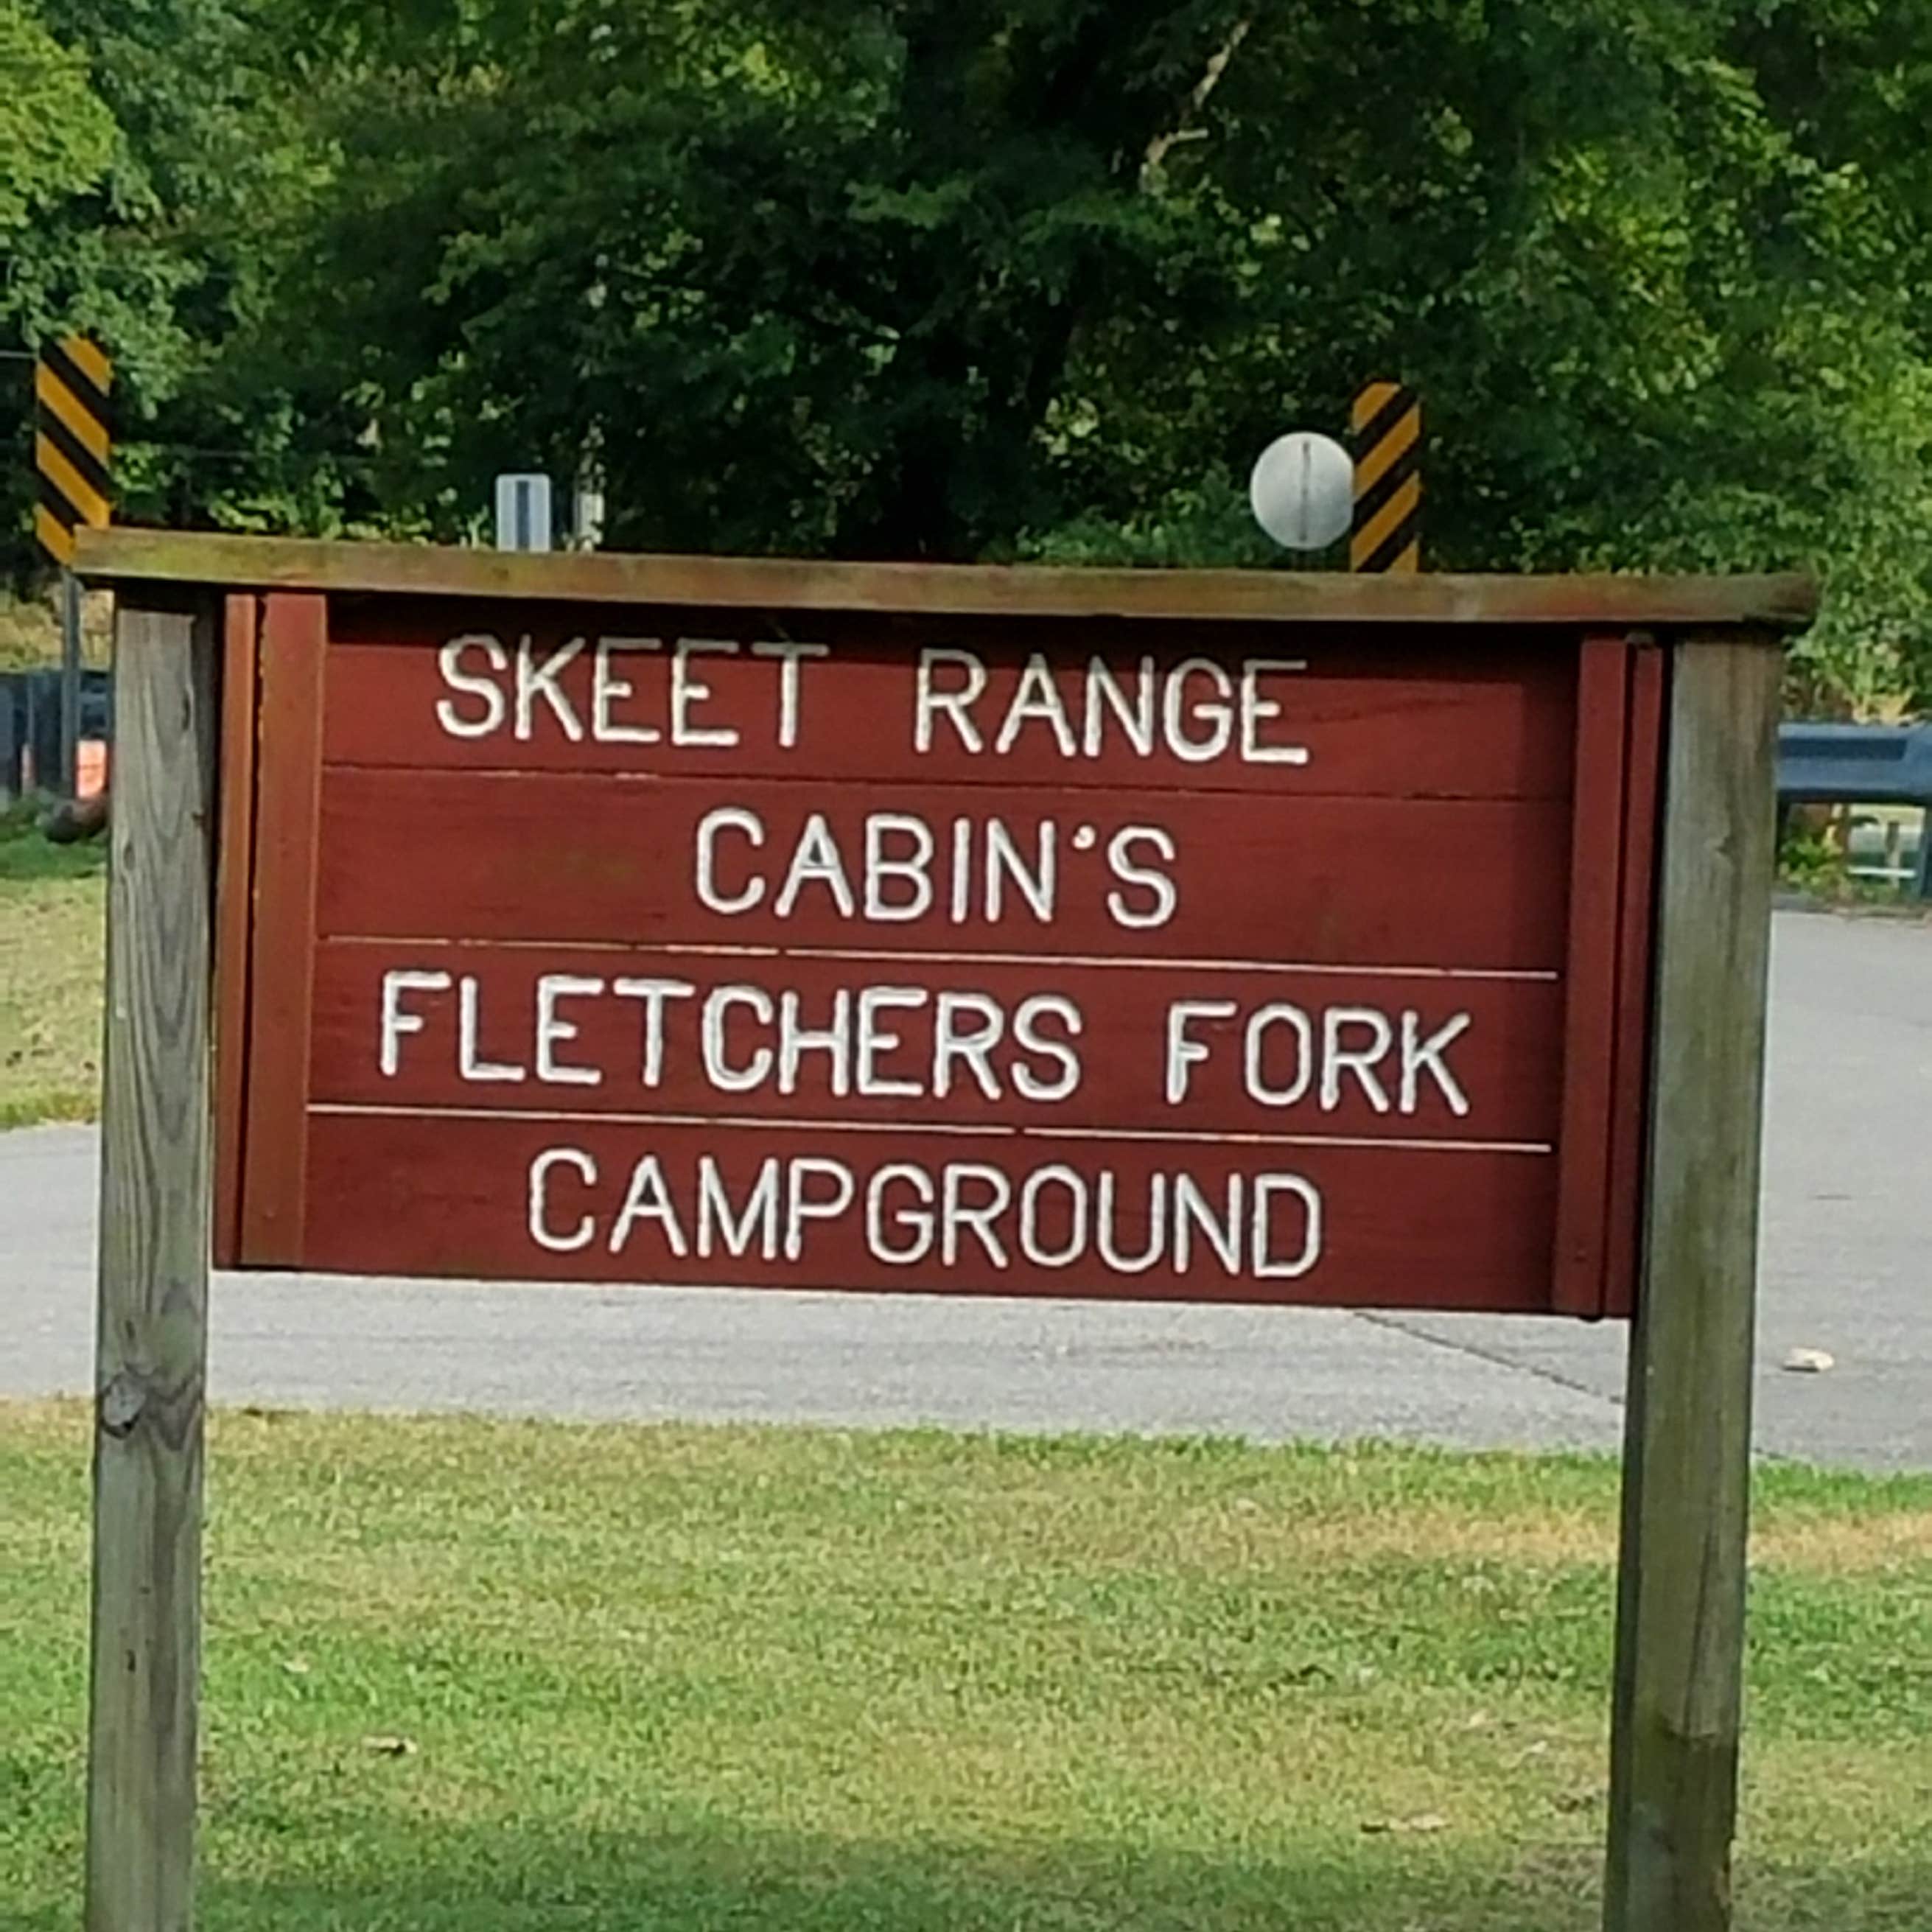 SKEET RANGE
CABIN'S
FLETCHERS FORK
CAMPGROUND